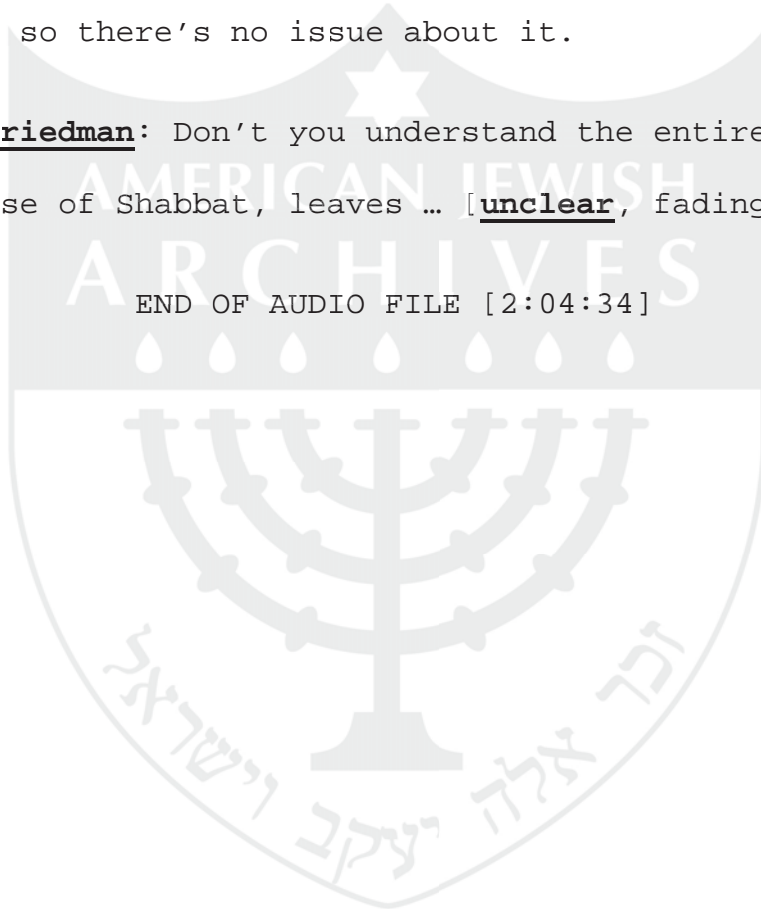 so there's no issue about it.
riedman: Don't you understand the entire
se of Shabbat, leaves … [unclear, fading
AMERICAN JEWISH
ARCHIVES
END OF AUDIO FILE [2:04:34]
זכר אלה יעקב וישראל